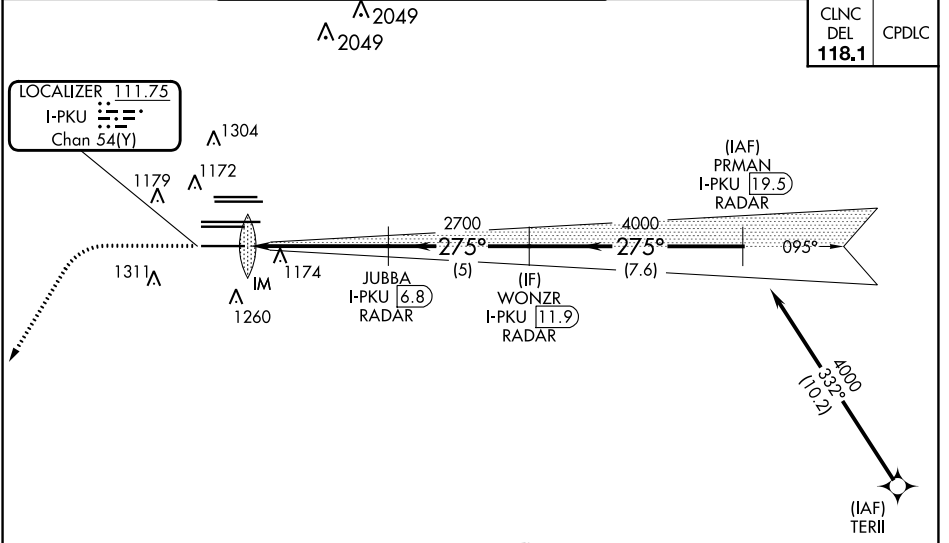 2049
2049
CLNC
DEL
118.1
CPDLC
LOCALIZER 111.75
I-PKU
Chan 54(Y)
1304
1172
1179
(IAF)
PRMAN
I-PKU 19.5
RADAR
2700
4000
275°
275°
095°
(5)
(7.6)
1311
IM
1174
1260
JUBBA
I-PKU 6.8
RADAR
(IF)
WONZR
I-PKU 11.9
RADAR
4000
332°
(10.2)
(IAF)
TERII